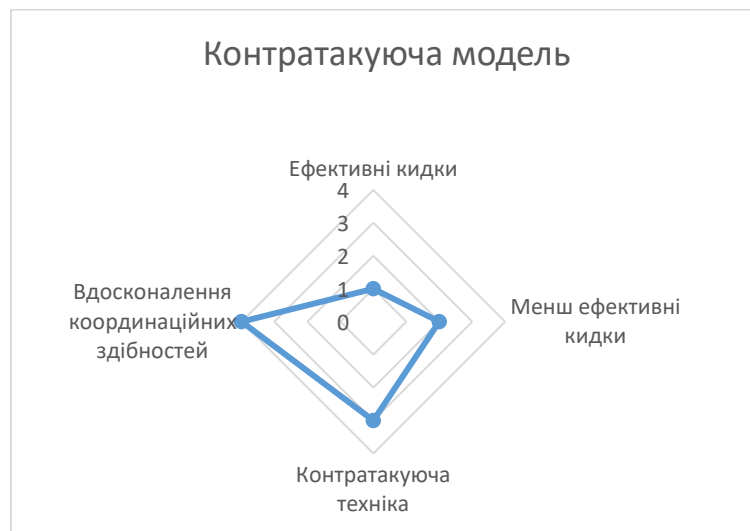 Контратакуюча модель
Ефективні кидки
4
3
2
1
0
Менш ефективні
кидки
Контратакуюча
техніка
Вдосконалення
координаційних
здібностей